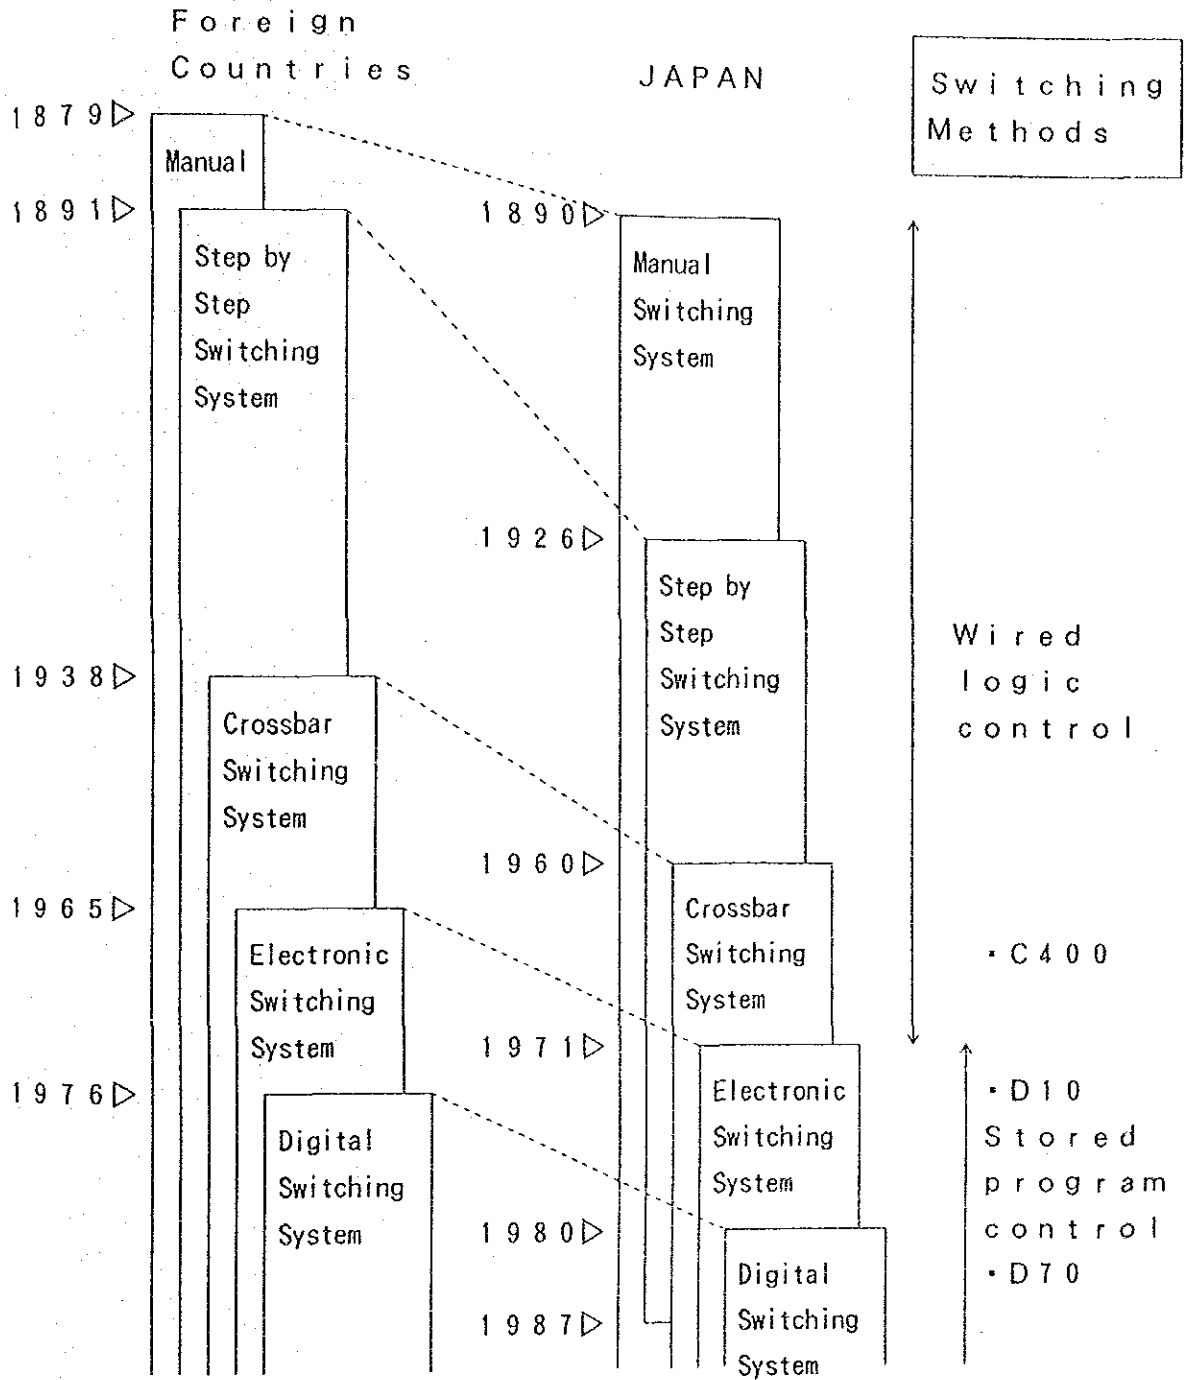 Foreign
Countries
1879
Manual
1891
Step by
Step
Switching
System
1938
Crossbar
Switching
System
1965
Electronic
Switching
System
1976
Digital
Switching
System
JAPAN
1890
Manual
Switching
System
1926
Step by
Step
Switching
System
1960
Crossbar
Switching
System
1971
Electronic
Switching
System
1980
Digital
Switching
System
1987
Switching
Methods
Wired
logic
control
・C400
・D10
Stored
program
control
・D70